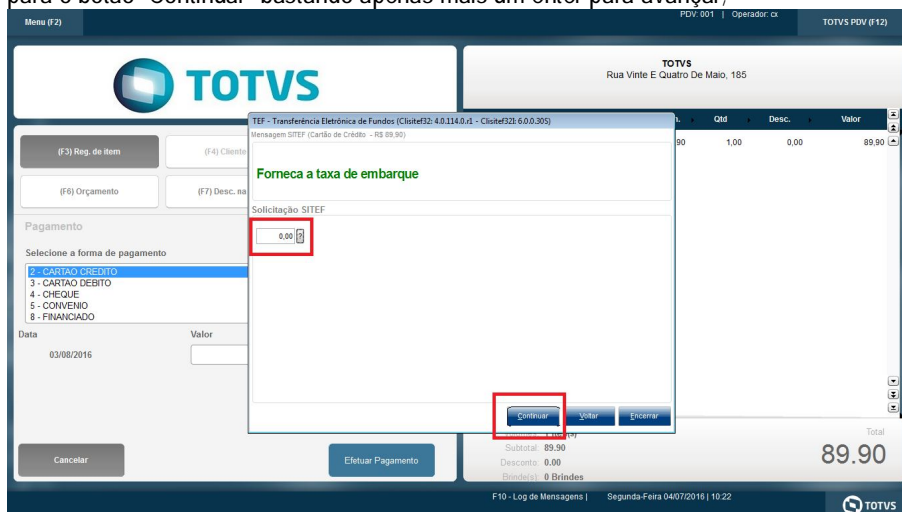 para o botão "Continuar" bastando apenas mais um enter para avançar/
Menu (F2)
PDV: 001 | Operador: cx
TOTVS PDV (F12)
TOTVS
TOTVS
Rua Vinte E Quatro De Maio, 185
TEF - Transferência Eletrônica de Fundos (Clisitef32: 4.0.114.0.r1 - Clisitef32I: 6.0.0.305)
Mensagem SITEF (Cartão de Crédito - R$ 89,90)
Forneca a taxa de embarque
Solicitação SITEF
0,00
Continuar
Voltar
Encerrar
Qtd
Desc.
Valor
90
1,00
0,00
89,90
(F3) Reg. de item
(F4) Cliente
(F6) Orçamento
(F7) Desc. na
Pagamento
Selecione a forma de pagamento
2 - CARTAO CREDITO
3 - CARTAO DEBITO
4 - CHEQUE
5 - CONVENIO
8 - FINANCIADO
Data
Valor
03/08/2016
Cancelar
Efetuar Pagamento
Subtotal: 89.90
Desconto: 0.00
Brinde(s): 0 Brindes
Total
89.90
F10 - Log de Mensagens | Segunda-Feira 04/07/2016 | 10:22
TOTVS